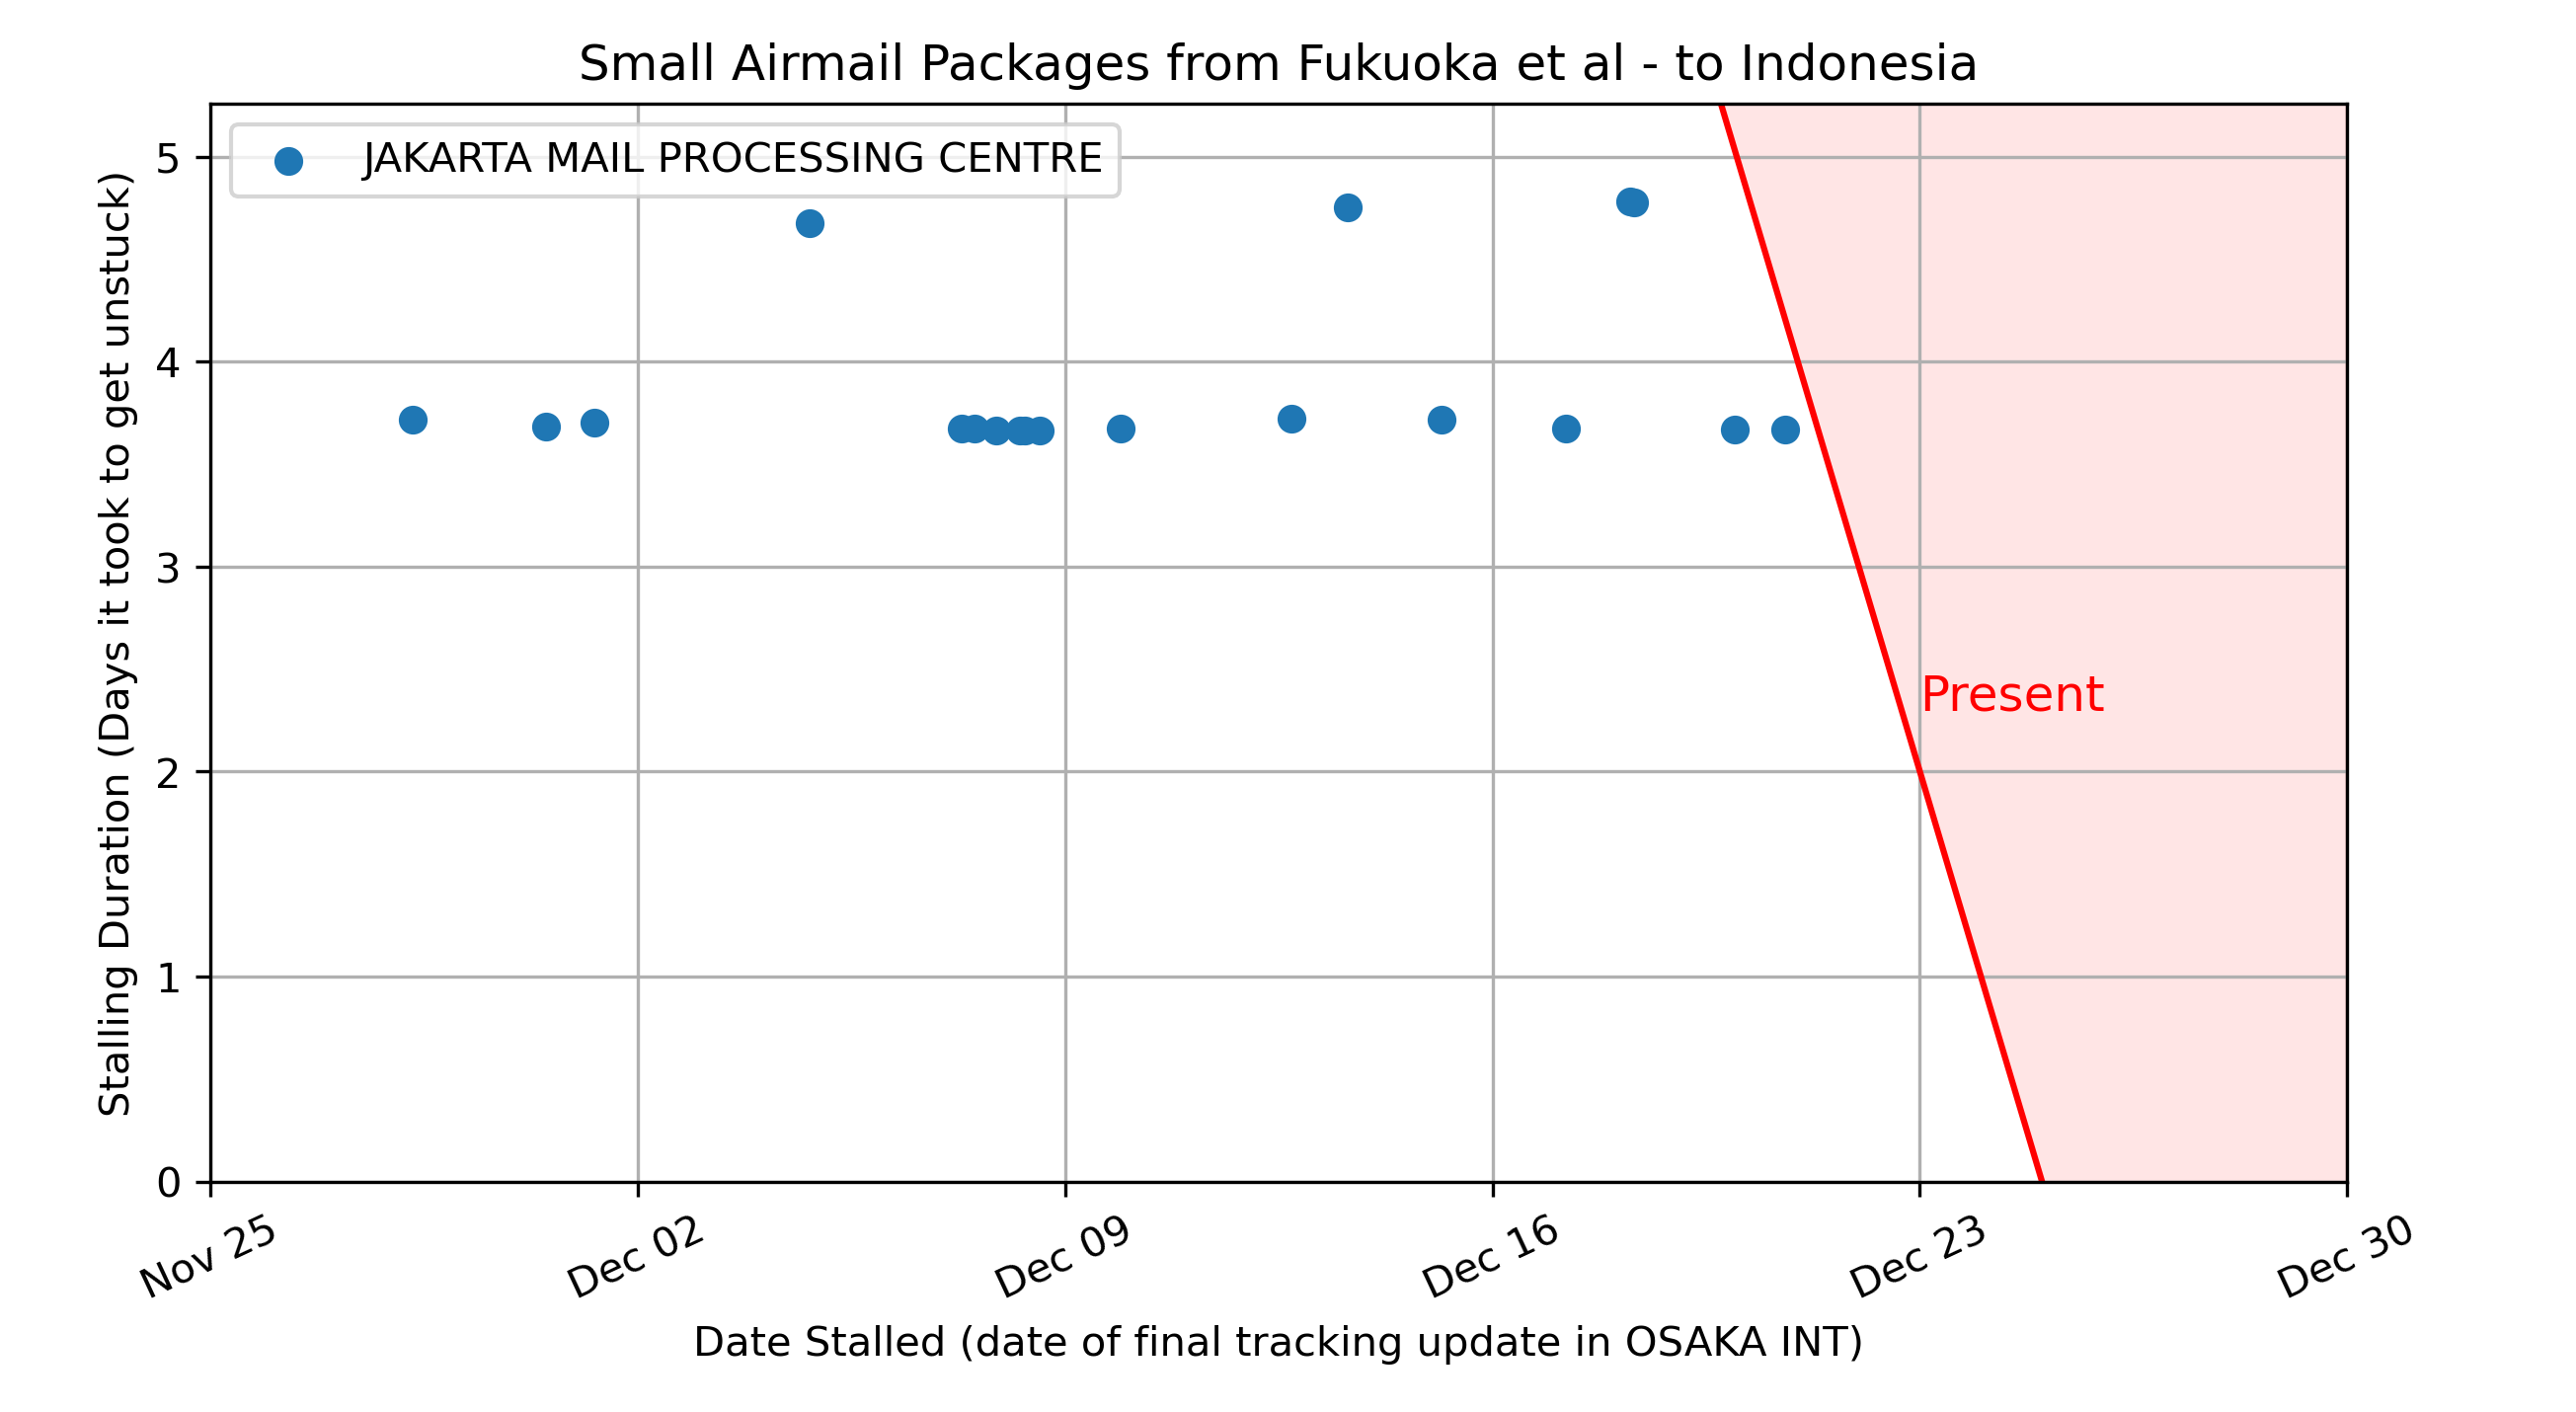 Small Airmail Packages from Fukuoka et al - to Indonesia
JAKARTA MAIL PROCESSING CENTRE
Stalling Duration (Days it took to get unstuck)
5
4
3
2
1
0
Present
Nov 25
Dec 02
Dec 09
Dec 16
Dec 23
Dec 30
Date Stalled (date of final tracking update in OSAKA INT)